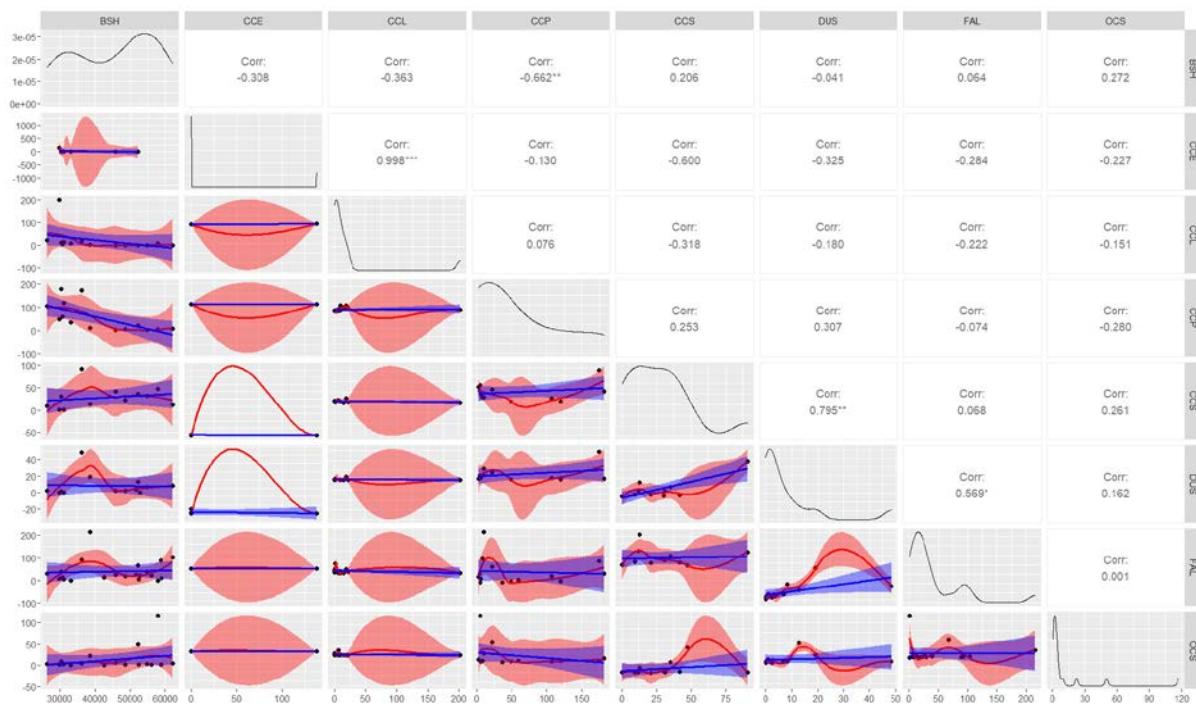 BSH CCE CCL CCP CCS DUS FAL OCS
3e-05
2e-05
1e-05
0e+00
Corr:
-0.308
Corr:
-0.363
Corr:
-0.662**
Corr:
0.206
Corr:
-0.041
Corr:
0.064
Corr:
0.272
BSH
1000
500
0
-500
-1000
Corr:
0.998***
Corr:
-0.130
Corr:
-0.600
Corr:
-0.325
Corr:
-0.284
Corr:
-0.227
CCE
200
100
0
-100
Corr:
0.076
Corr:
-0.318
Corr:
-0.180
Corr:
-0.222
Corr:
-0.151
CCL
200
100
0
-100
Corr:
0.253
Corr:
0.307
Corr:
-0.074
Corr:
-0.280
CCP
100
50
0
-50
Corr:
0.795**
Corr:
0.068
Corr:
0.261
CCS
40
20
0
-20
Corr:
0.569*
Corr:
0.162
DUS
200
100
0
-100
Corr:
0.001
FAL
100
50
0
-50
OCS
30000 40000 50000 60000 0 50 100 0 50 100 150 200 0 50 100 150 0 25 50 75 0 10 20 30 40 50 0 50 100 150 200 0 30 60 90 120